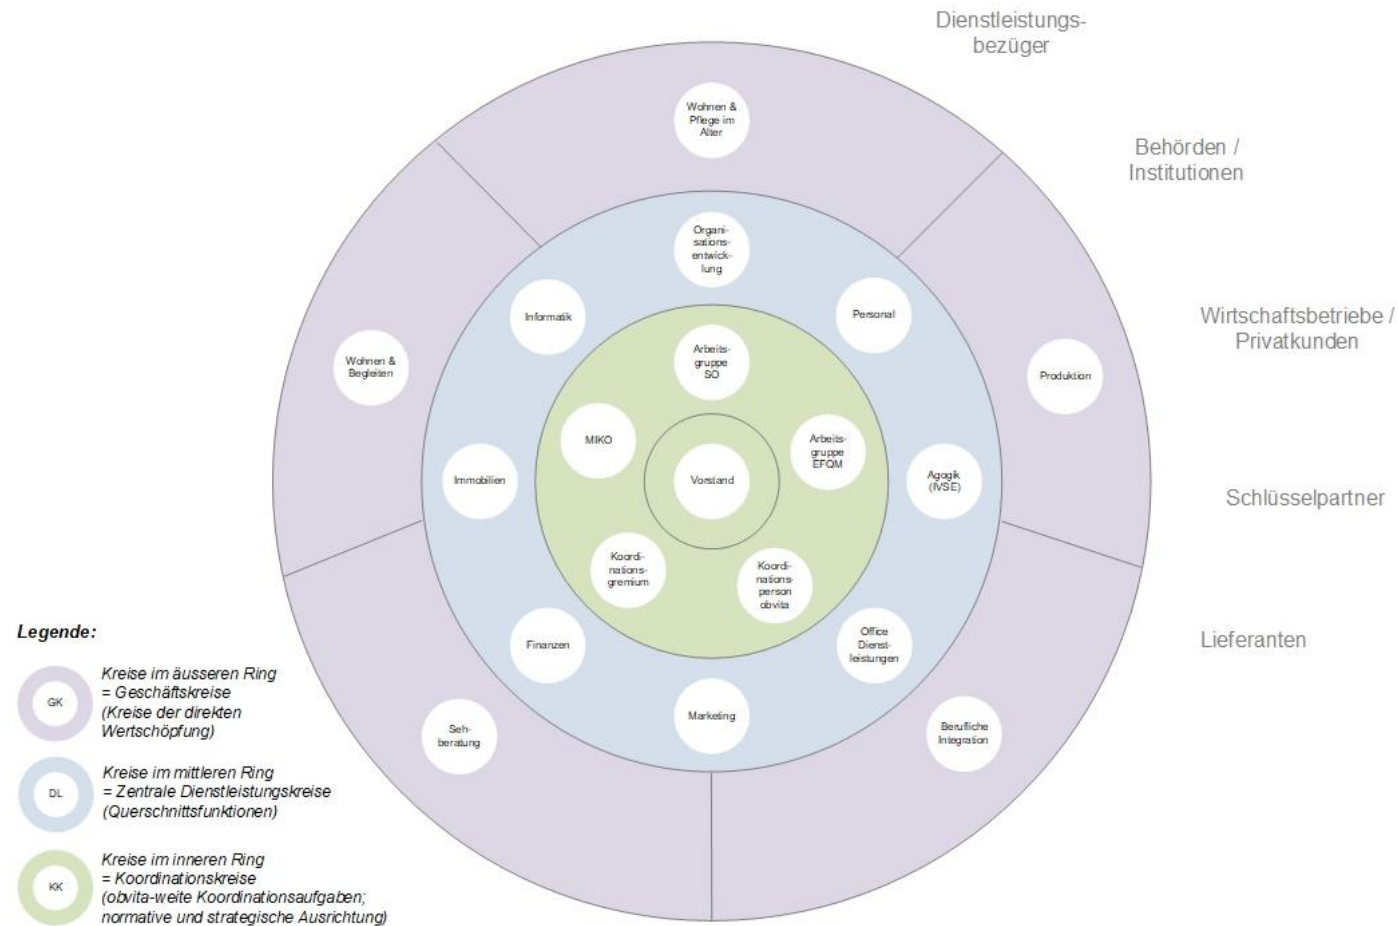 Dienstleistungs-
bezüger
Behörden /
Institutionen
Wirtschaftsbetriebe /
Privatkunden
Schlüsselpartner
Lieferanten
Wohnen &
Pflege im
Alter
Wohnen &
Begleiten
Produktion
Seh-
beratung
Berufliche
Integration
Organi-
sations-
entwick-
lung
Informatik
Personal
Immobilien
Agogik
(IVSE)
Finanzen
Office
Dienst-
leistungen
Marketing
Arbeits-
gruppe
SO
MIKO
Arbeits-
gruppe
EFQM
Vorstand
Koordi-
nations-
gremium
Koordi-
nations-
person
obvita
Legende:
GK
Kreise im äusseren Ring
= Geschäftskreise
(Kreise der direkten
Wertschöpfung)
DL
Kreise im mittleren Ring
= Zentrale Dienstleistungskreise
(Querschnittsfunktionen)
KK
Kreise im inneren Ring
= Koordinationskreise
(obvita-weite Koordinationsaufgaben;
normative und strategische Ausrichtung)